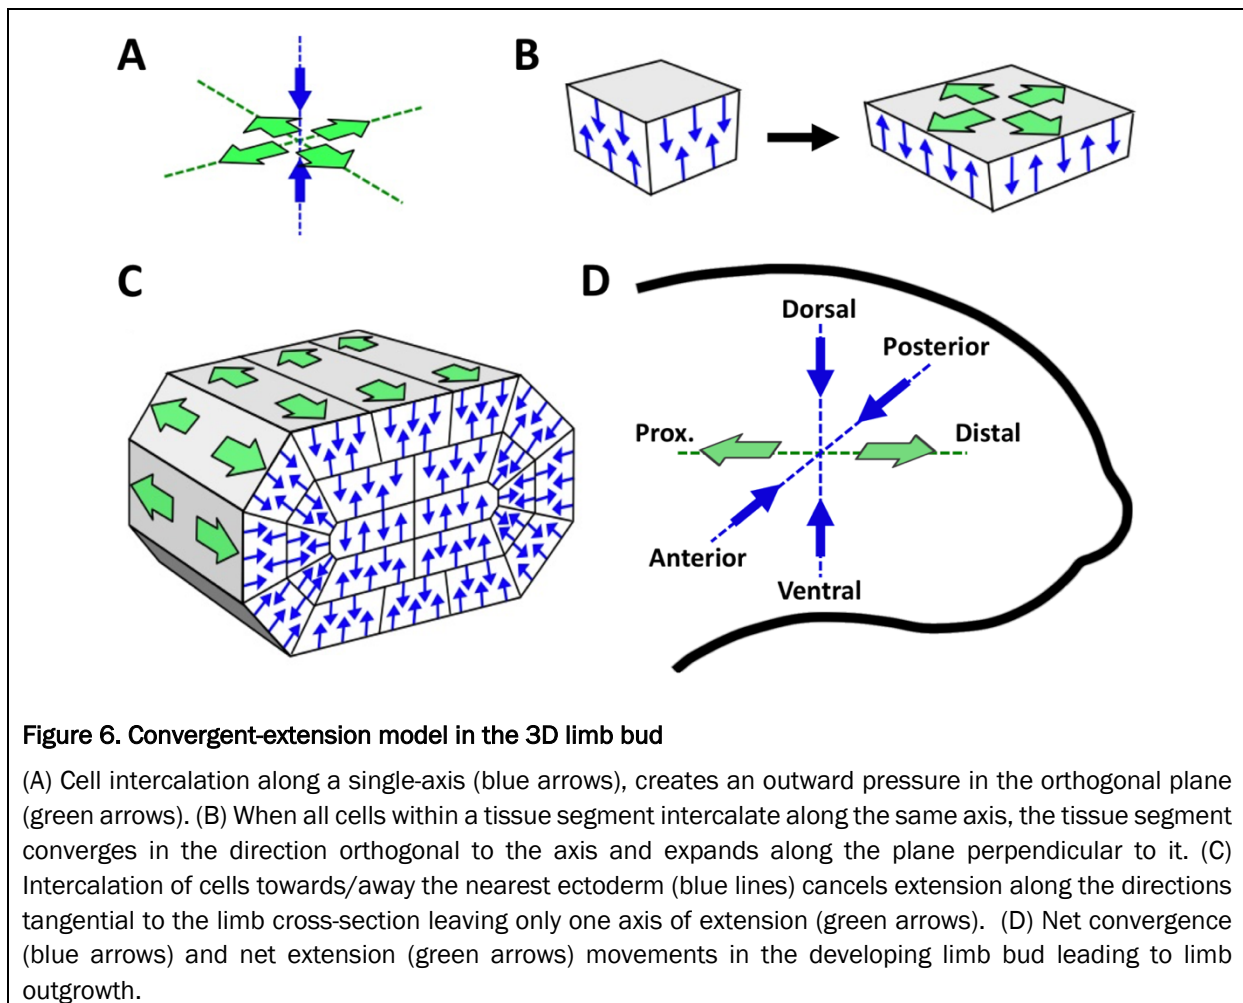 A
B
C
D
Dorsal
Posterior
Prox.
Distal
Anterior
Ventral
Figure 6. Convergent-extension model in the 3D limb bud
(A) Cell intercalation along a single-axis (blue arrows), creates an outward pressure in the orthogonal plane
(green arrows). (B) When all cells within a tissue segment intercalate along the same axis, the tissue segment
converges in the direction orthogonal to the axis and expands along the plane perpendicular to it. (C)
Intercalation of cells towards/away the nearest ectoderm (blue lines) cancels extension along the directions
tangential to the limb cross-section leaving only one axis of extension (green arrows). (D) Net convergence
(blue arrows) and net extension (green arrows) movements in the developing limb bud leading to limb
outgrowth.